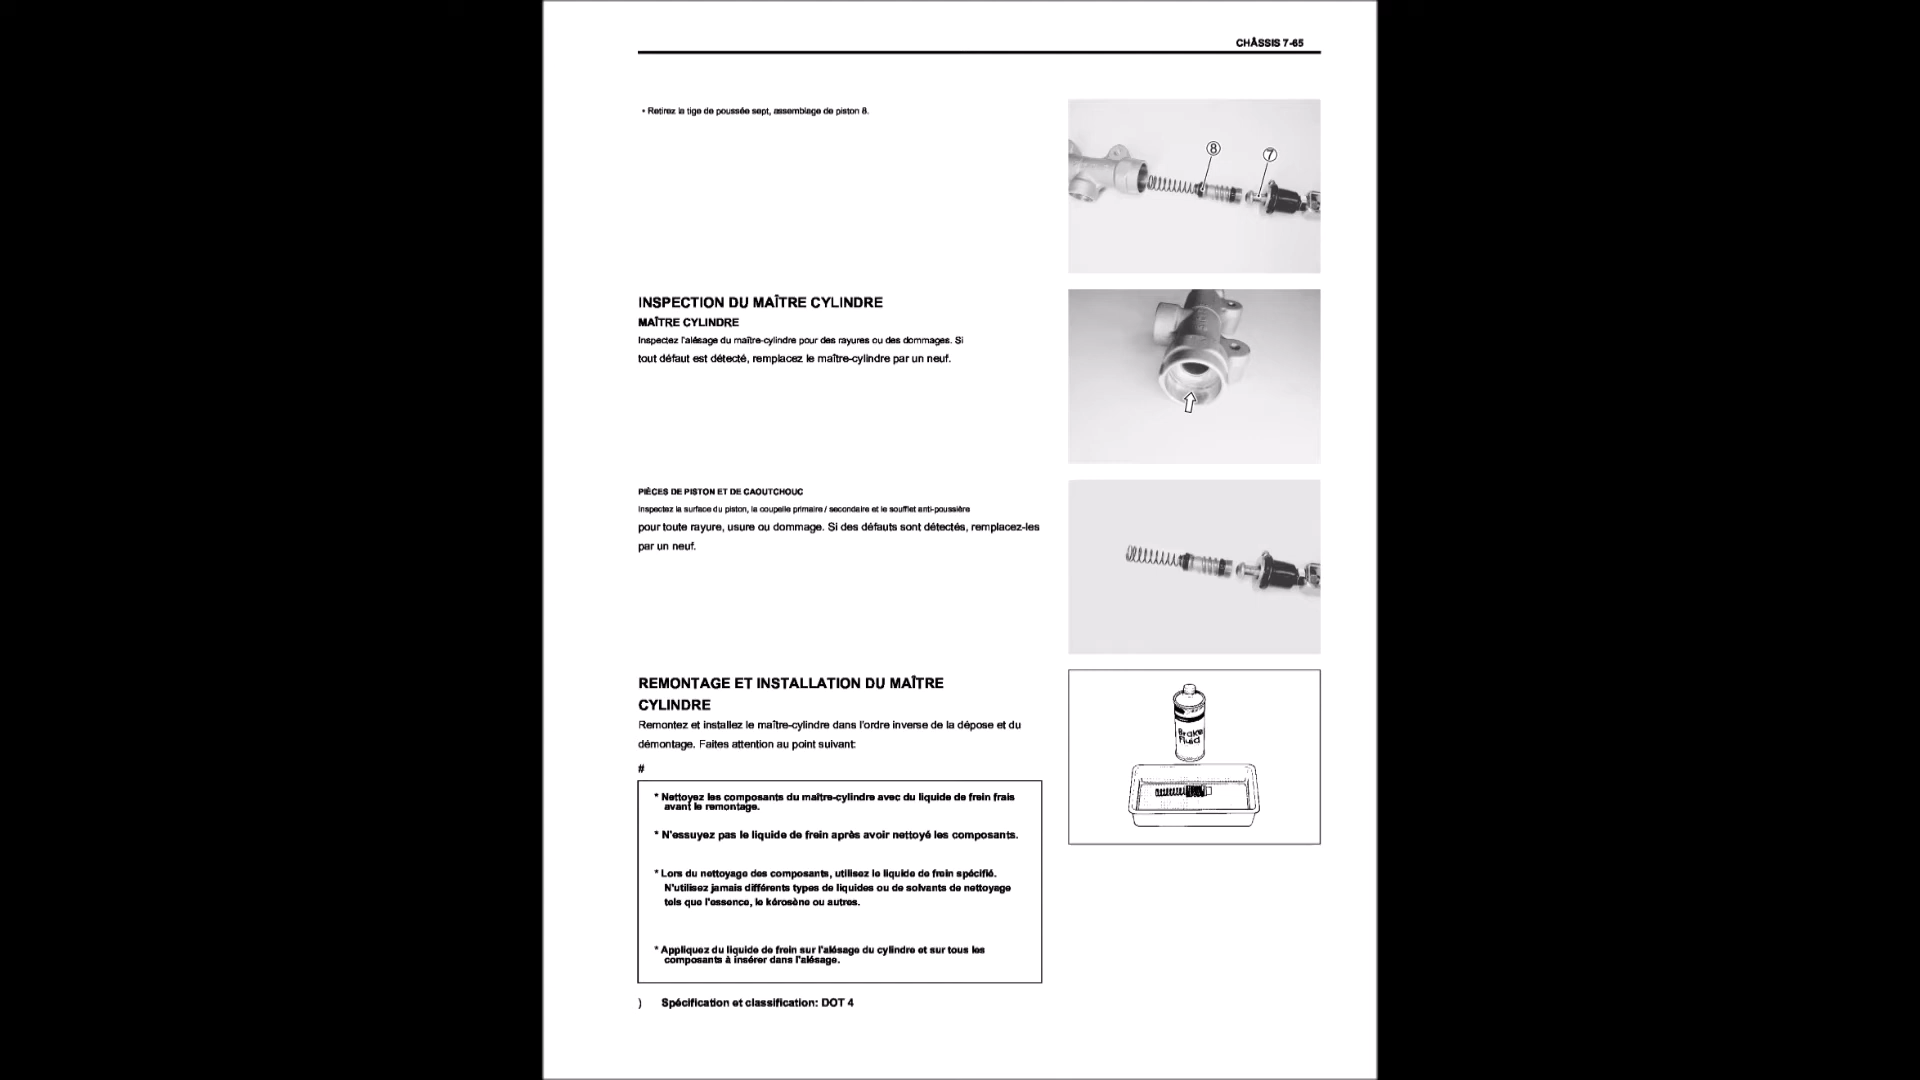 CHÂSSIS 7-65
• Retirez la tige de poussée sept, assemblage de piston 8.
8
7
INSPECTION DU MAÎTRE CYLINDRE
MAÎTRE CYLINDRE
Inspectez l'alésage du maître-cylindre pour des rayures ou des dommages. Si
tout défaut est détecté, remplacez le maître-cylindre par un neuf.
PIÈCES DE PISTON ET DE CAOUTCHOUC
Inspectez la surface du piston, la coupelle primaire / secondaire et le soufflet anti-poussière
pour toute rayure, usure ou dommage. Si des défauts sont détectés, remplacez-les
par un neuf.
REMONTAGE ET INSTALLATION DU MAÎTRE
CYLINDRE
Remontez et installez le maître-cylindre dans l'ordre inverse de la dépose et du
démontage. Faites attention au point suivant:
#
* Nettoyez les composants du maître-cylindre avec du liquide de frein frais
avant le remontage.
* N'essuyez pas le liquide de frein après avoir nettoyé les composants.
* Lors du nettoyage des composants, utilisez le liquide de frein spécifié.
N'utilisez jamais différents types de liquides ou de solvants de nettoyage
tels que l'essence, le kérosène ou autres.
* Appliquez du liquide de frein sur l'alésage du cylindre et sur tous les
composants à insérer dans l'alésage.
) Spécification et classification: DOT 4
Brake
Fluid